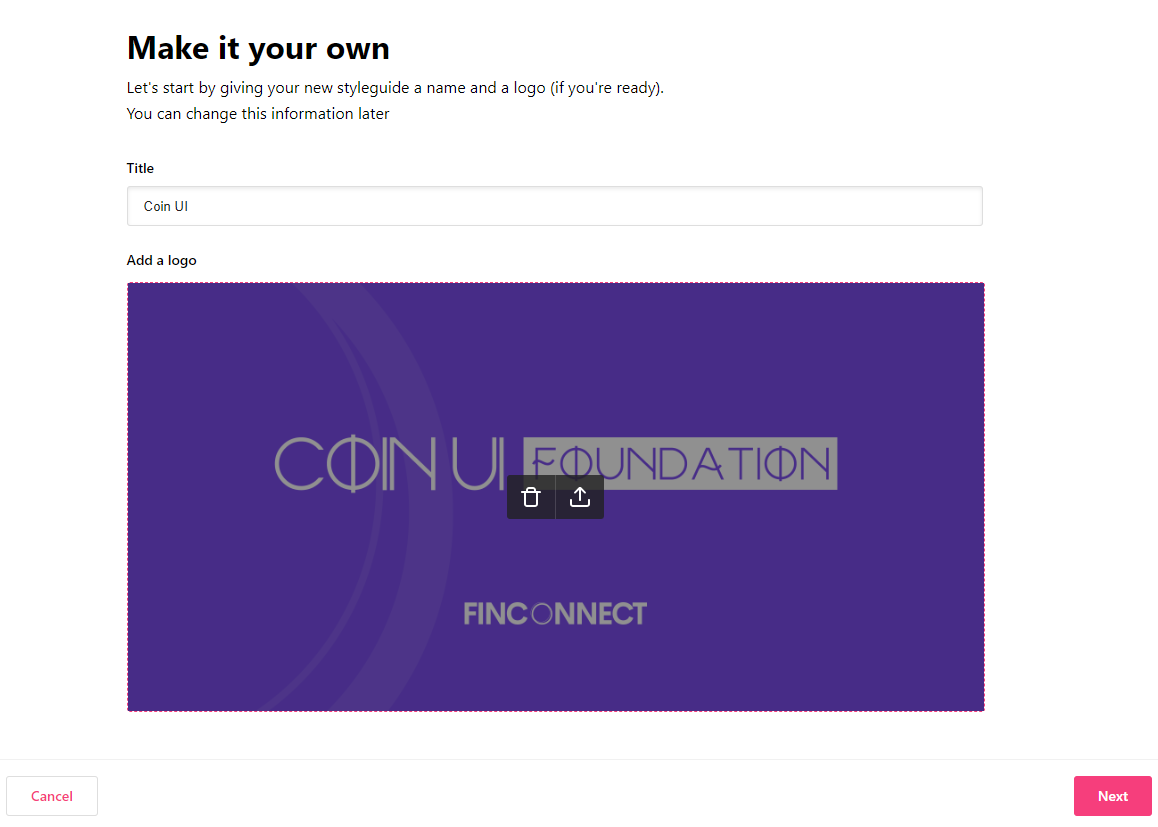 Make it your own
Let's start by giving your new styleguide a name and a logo (if you're ready).
You can change this information later
Title
Coin UI
Add a logo
COIN UI FOUNDATION
FINCONNECT
Cancel
Next